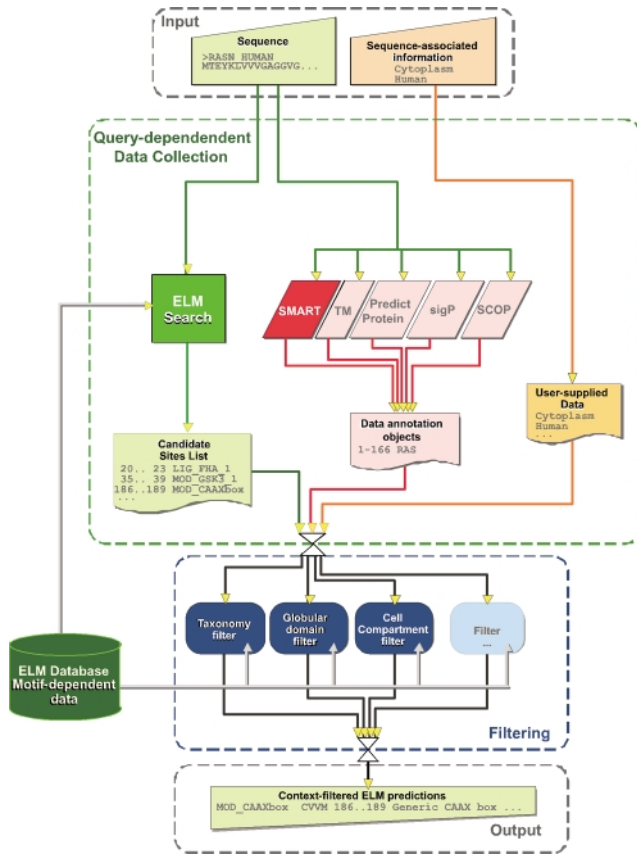 Input
Sequence
>RASN HUMAN
MTEYKLVVVGAGGVG...
Sequence-associated
information
Cytoplasm
Human
Query-dependendent
Data Collection
ELM
Search
SMART
TM
Predict
Protein
sigP
SCOP
User-supplied
Data
Cytoplasm
Human
...
Data annotation
objects
1-166 RAS
Candidate
Sites List
20.. 23 LIG_FHA_1
35.. 39 MOD_GSK3_1
186..189 MOD_CAAXbox
...
Taxonomy
filter
Globular
domain
filter
Cell
Compartment
filter
Filter
...
ELM Database
Motif-dependent
data
Filtering
Context-filtered ELM predictions
MOD_CAAXbox CVVM 186..189 Generic CAAX box ...
Output